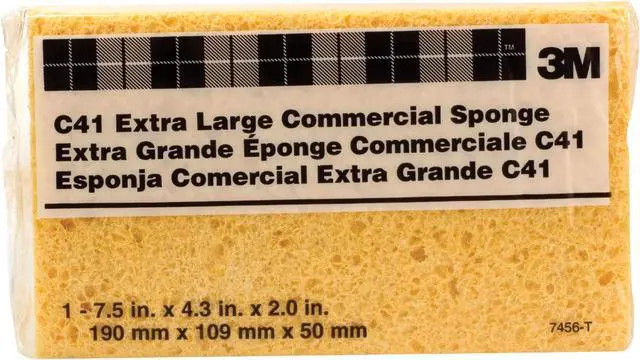 TM
3M
C41 Extra Large Commercial Sponge
Extra Grande Éponge Commerciale C41
Esponja Comercial Extra Grande C41
1 - 7.5 in. x 4.3 in. x 2.0 in.
190 mm x 109 mm x 50 mm
7456-T